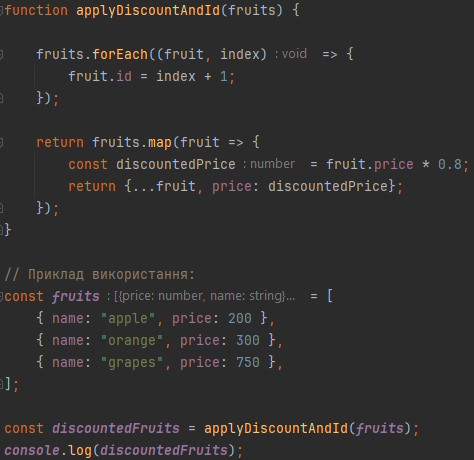 function applyDiscountAndId(fruits) {
    fruits.forEach((fruit, index) : void => {
        fruit.id = index + 1;
    });
    return fruits.map(fruit => {
        const discountedPrice : number = fruit.price * 0.8;
        return {...fruit, price: discountedPrice};
    });
}
// Приклад використання:
const fruits : [{price: number, name: string}... = [
    { name: "apple", price: 200 },
    { name: "orange", price: 300 },
    { name: "grapes", price: 750 },
];
const discountedFruits = applyDiscountAndId(fruits);
console.log(discountedFruits);